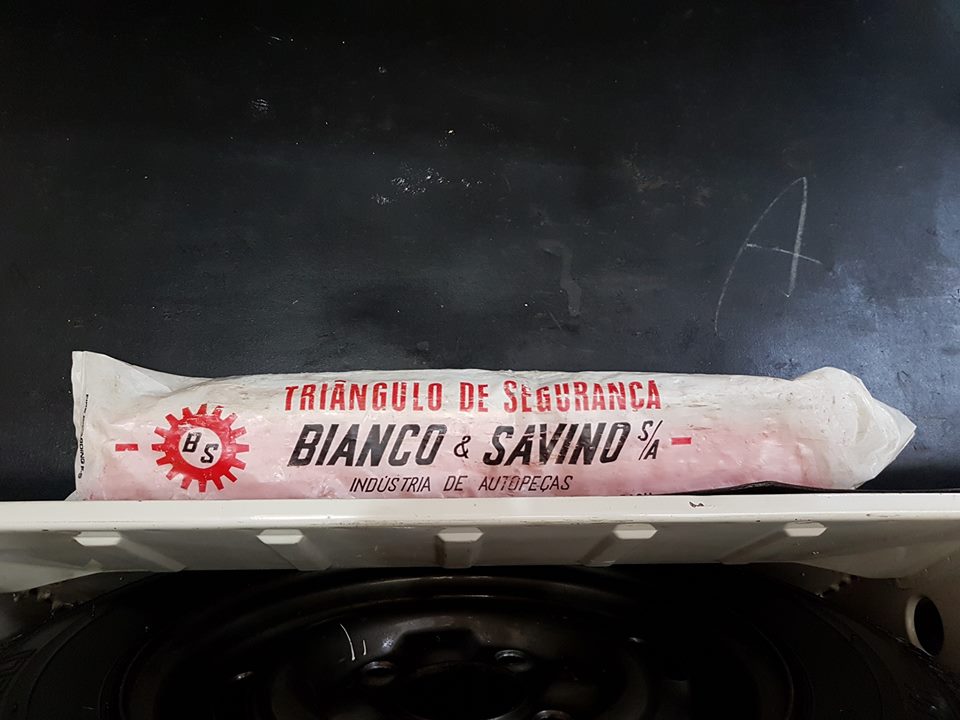 A
TRIÂNGULO DE SEGURANÇA
BS
BIANCO & SAVINO S/A
INDÚSTRIA DE AUTOPEÇAS